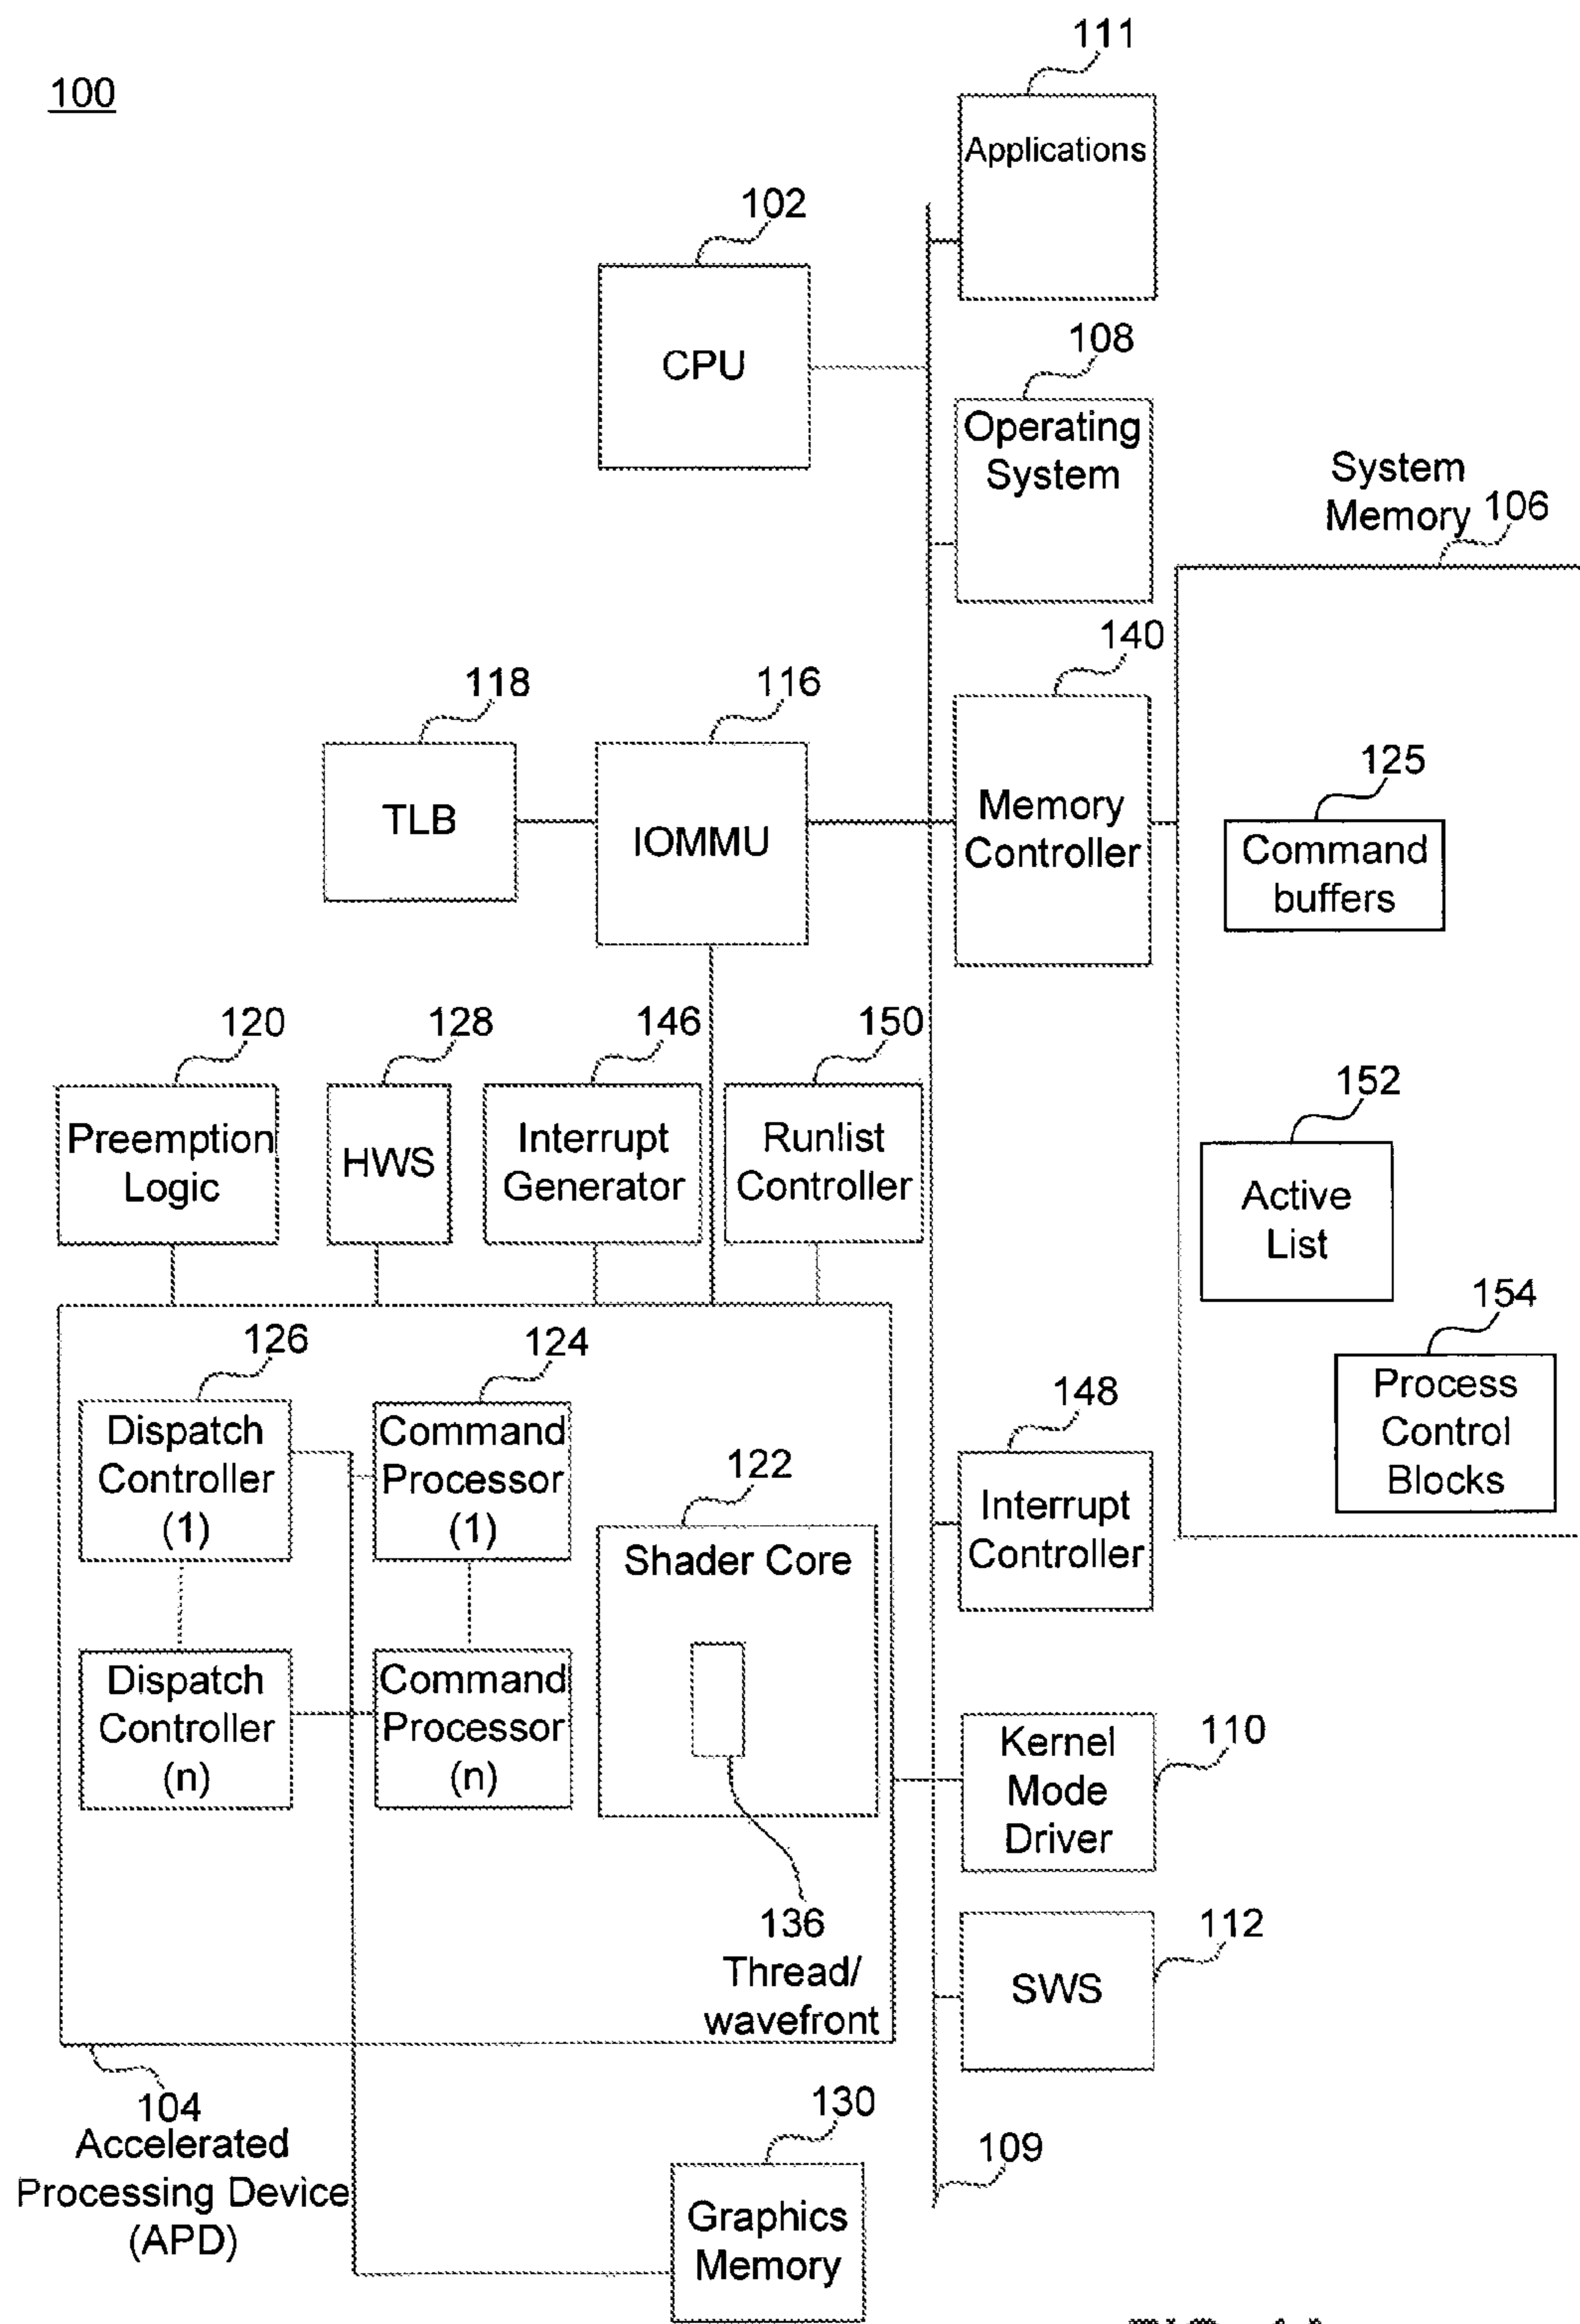 111
100
Applications
102
CPU
108
Operating
System
System
Memory 106
140
118
116
TLB
IOMMU
Memory
Controller
125
Command
buffers
120
128
146
150
Preemption
Logic
HWS
Interrupt
Generator
Runlist
Controller
152
Active
List
154
Process
Control
Blocks
126
124
Dispatch
Controller
(1)
Command
Processor
(1)
122
Shader Core
148
Interrupt
Controller
Dispatch
Controller
(n)
Command
Processor
(n)
136
Thread/
wavefront
Kernel
Mode
Driver
110
SWS
112
104
Accelerated
Processing Device
(APD)
130
Graphics
Memory
109